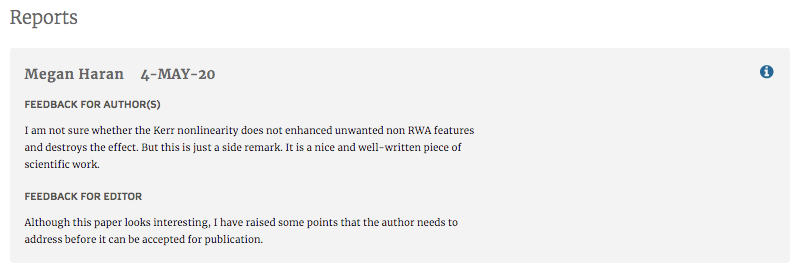 Reports
Megan Haran 4-MAY-20
FEEDBACK FOR AUTHOR(S)
I am not sure whether the Kerr nonlinearity does not enhanced unwanted non RWA features
and destroys the effect. But this is just a side remark. It is a nice and well-written piece of
scientific work.
FEEDBACK FOR EDITOR
Although this paper looks interesting, I have raised some points that the author needs to
address before it can be accepted for publication.